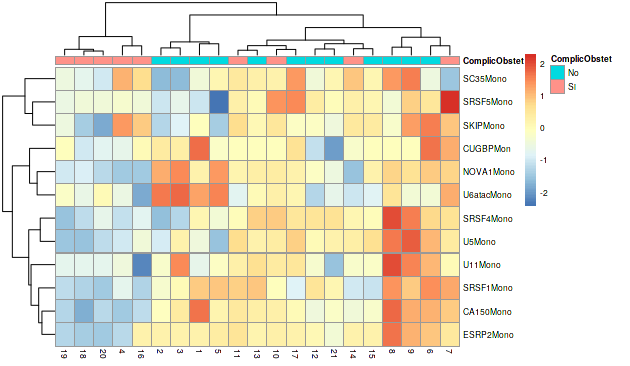 ComplicObstet
SC35Mono
SRSF5Mono
SKIPMono
CUGBPMon
NOVA1Mono
U6atacMono
SRSF4Mono
U5Mono
U11Mono
SRSF1Mono
CA150Mono
ESRP2Mono
19 18 20 4 16 2 3 1 5 11 13 10 17 12 21 14 15 8 9 6 7
2
1
0
-1
-2
ComplicObstet
No
SI